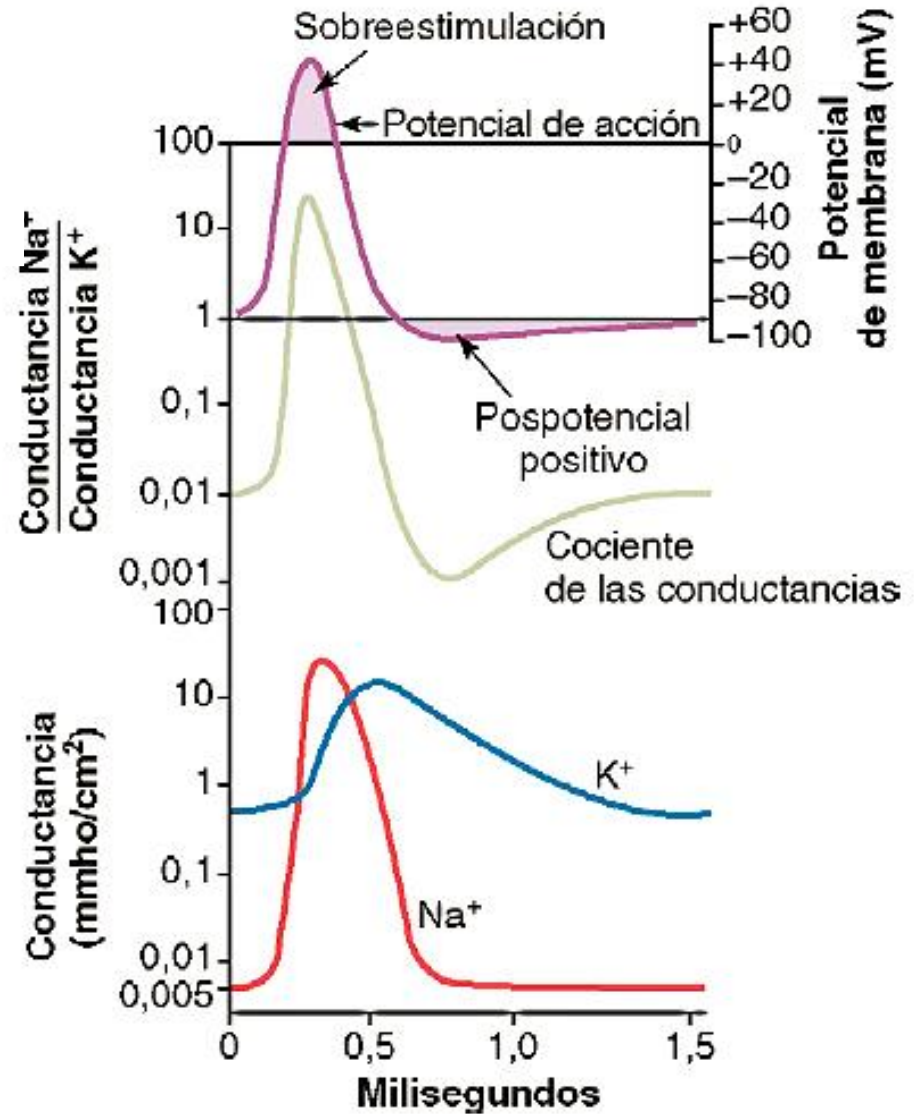 Sobreestimulación
Potencial de acción
+60
+40
+20
0
–20
–40
–60
–80
–100
Potencial
de membrana (mV)
100
10
1
0,1
0,01
0,001
Conductancia Na⁺
Conductancia K⁺
Pospotencial
positivo
Cociente
de las conductancias
100
10
1
0,1
0,01
0,005
Conductancia
(mmho/cm²)
K⁺
Na⁺
0
0,5
1,0
1,5
Milisegundos